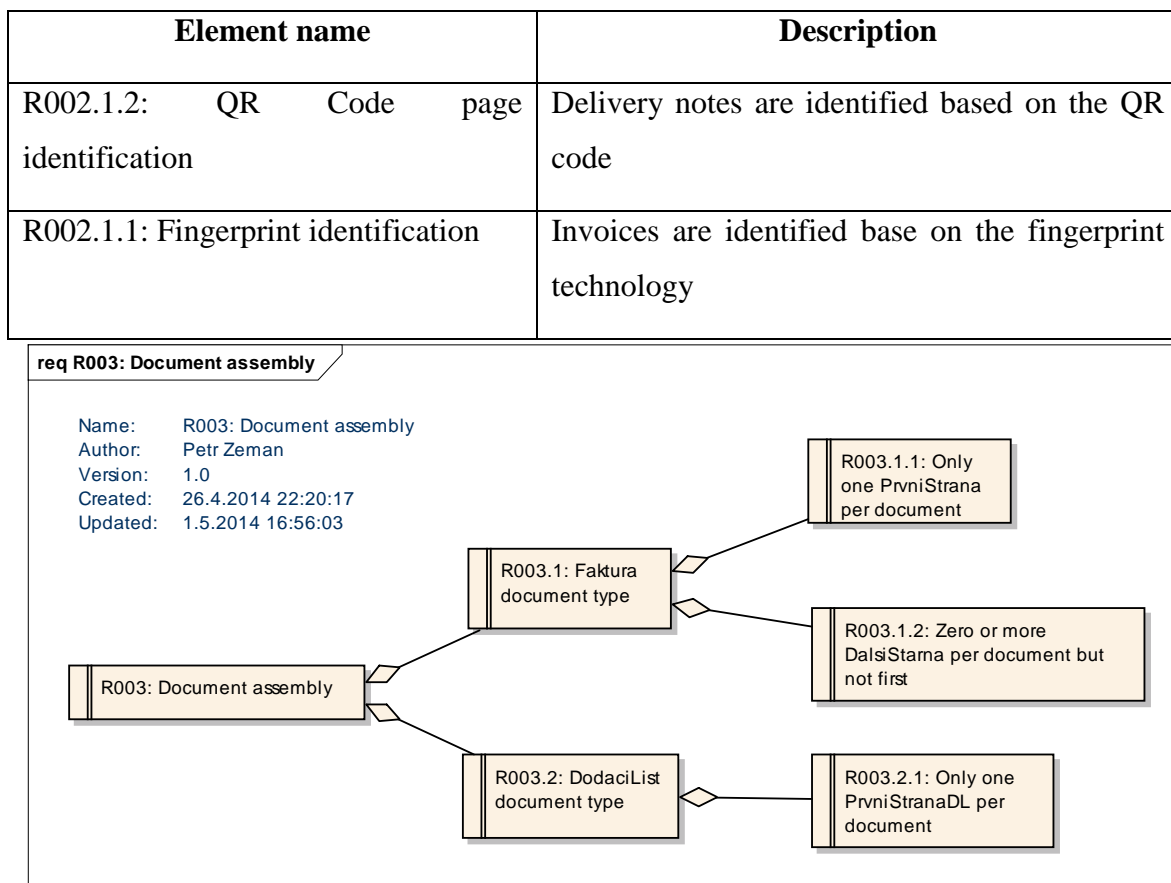 Element name
Description
R002.1.2: QR Code page
identification
Delivery notes are identified based on the QR
code
R002.1.1: Fingerprint identification
Invoices are identified base on the fingerprint
technology
req R003: Document assembly
Name: R003: Document assembly
Author: Petr Zeman
Version: 1.0
Created: 26.4.2014 22:20:17
Updated: 1.5.2014 16:56:03
R003.1.1: Only
one PrvniStrana
per document
R003.1: Faktura
document type
R003.1.2: Zero or more
DalsiStarna per document but
not first
R003: Document assembly
R003.2: DodaciList
document type
R003.2.1: Only one
PrvniStranaDL per
document